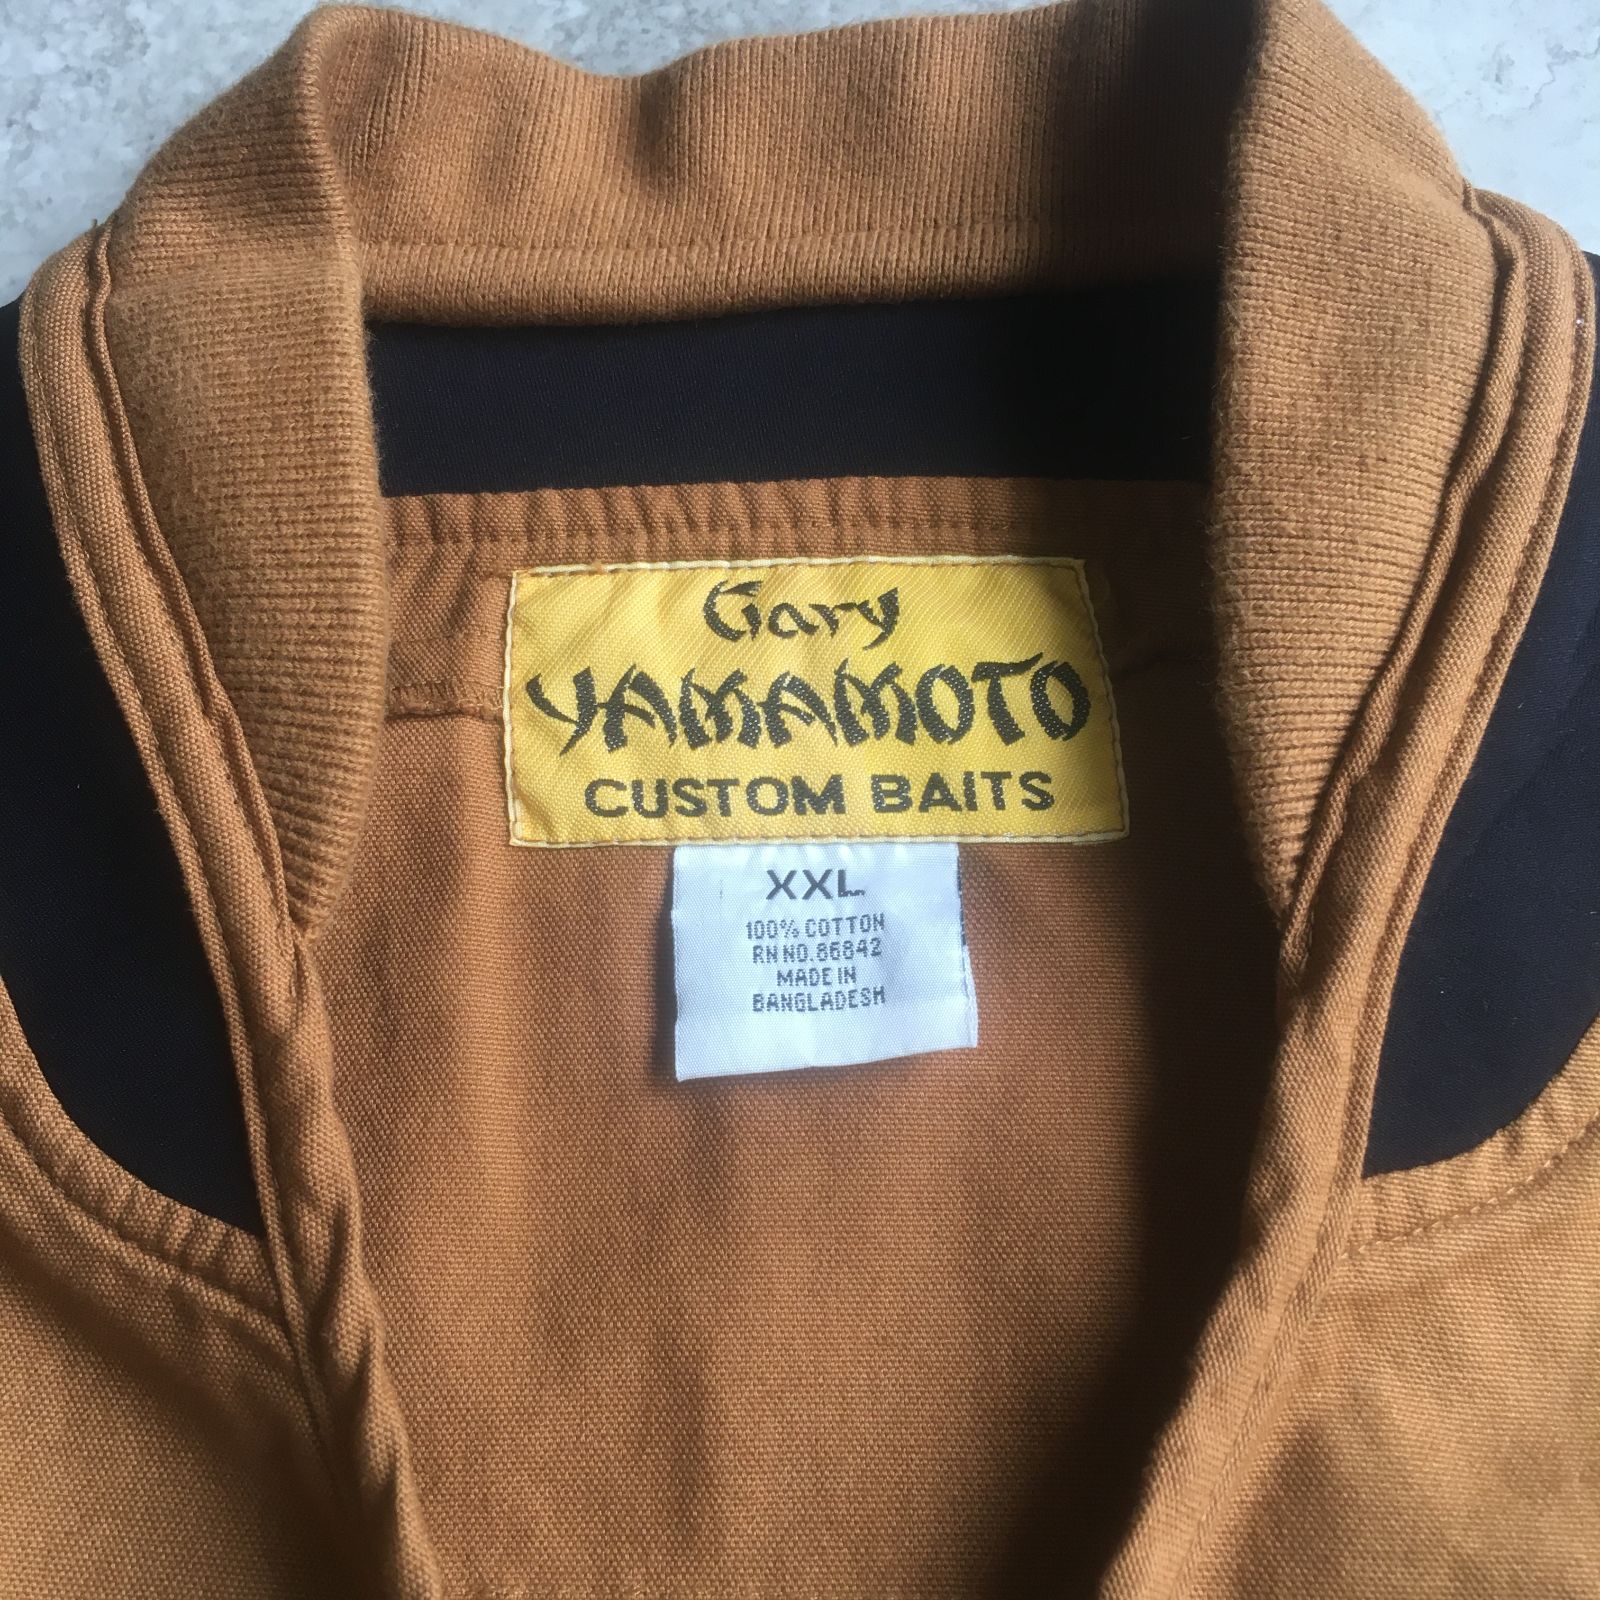 Gary
YAMAMOTO
CUSTOM BAITS
XXL
100% COTTON
RN NO. 86842
MADE IN
BANGLADESH